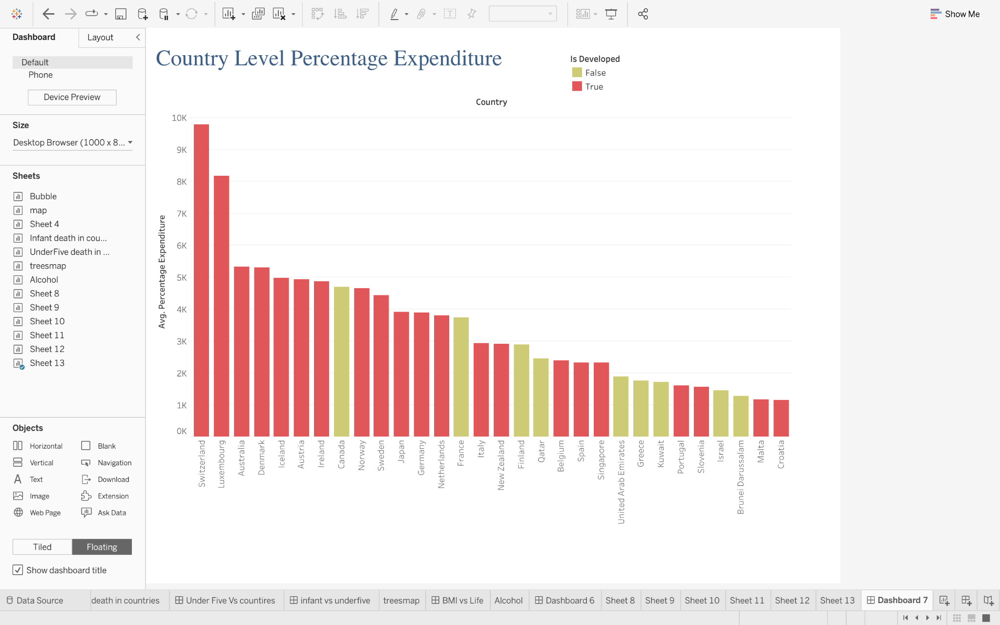 Show Me
Dashboard
Layout
Default
Phone
Device Preview
Size
Desktop Browser (1000 x 8...
Sheets
Bubble
map
Sheet 4
Infant death in cou...
UnderFive death in ...
treesmap
Alcohol
Sheet 8
Sheet 9
Sheet 10
Sheet 11
Sheet 12
Sheet 13
Objects
Horizontal
Blank
Vertical
Navigation
Text
Download
Image
Extension
Web Page
Ask Data
Tiled
Floating
Show dashboard title
Country Level Percentage Expenditure
Is Developed
False
True
Country
Avg. Percentage Expenditure
10K
9K
8K
7K
6K
5K
4K
3K
2K
1K
0K
Switzerland
Luxembourg
Australia
Denmark
Iceland
Austria
Ireland
Canada
Norway
Sweden
Japan
Germany
Netherlands
France
Italy
New Zealand
Finland
Qatar
Belgium
Spain
Singapore
United Arab Emirates
Greece
Kuwait
Portugal
Slovenia
Israel
Brunei Darussalam
Malta
Croatia
Data Source
death in countries
Under Five Vs countires
infant vs underfive
treesmap
BMI vs Life
Alcohol
Dashboard 6
Sheet 8
Sheet 9
Sheet 10
Sheet 11
Sheet 12
Sheet 13
Dashboard 7